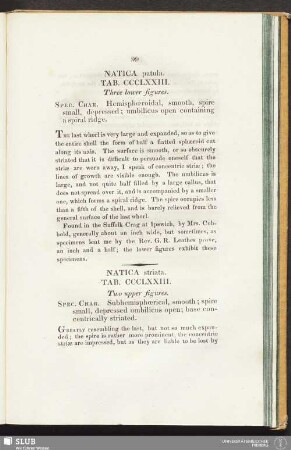 99
NATICA patula.
TAB. CCCLXXIII.
Three lower figures.
SPEC. CHAR. Hemispheroidal, smooth, spire
small, depressed; umbilicus open containing
a spiral ridge.
THE last whorl is very large and expanded, so as to give
the entire shell the form of half a flatted spheroid cut
along its axis. The surface is smooth, or so obscurely
striated that it is difficult to persuade oneself that the
striæ are worn away, I speak of concentric striæ; the
lines of growth are visible enough. The umbilicus is
large, and not quite half filled by a large callus, that
does not spread over it, and is accompanied by a smaller
one, which forms a spiral ridge. The spire occupies less
than a fifth of the shell, and is barely relieved from the
general surface of the last whorl.
Found in the Suffolk Crag at Ipswich, by Mrs. Cob-
bold, generally about an inch wide, but sometimes, as
specimens lent me by the Rev. G. R. Leathes prove,
an inch and a half; the lower figures exhibit these
specimens.
NATICA striata.
TAB. CCCLXXIII.
Two upper figures.
SPEC. CHAR. Subhemispherical, smooth; spire
small, depressed umbilicus open; base con-
centrically striated.
GREATLY resembling the last, but not so much expan-
ded; the spire is rather more prominent, the concentric
striæ are impressed, but as they are liable to be lost by
SLUB